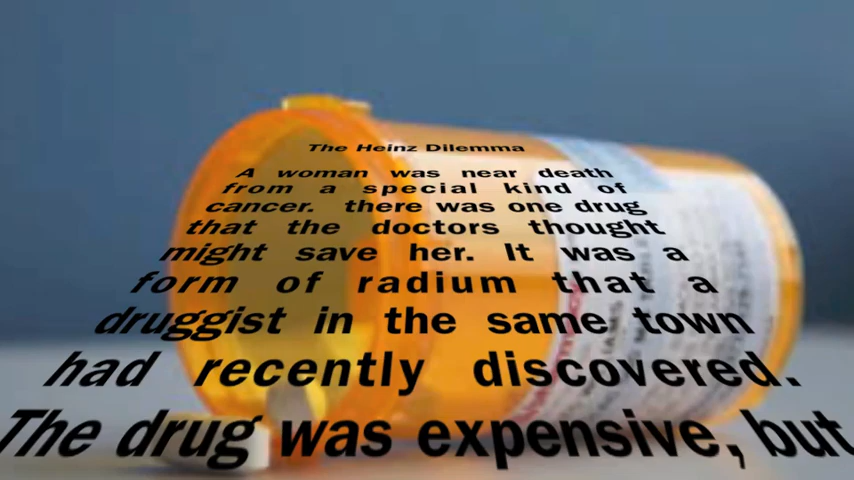 The Heinz Dilemma
A woman was near death
from a special kind of
cancer. there was one drug
that the doctors thought
might save her. It was a
form of radium that a
druggist in the same town
had recently discovered.
The drug was expensive, but